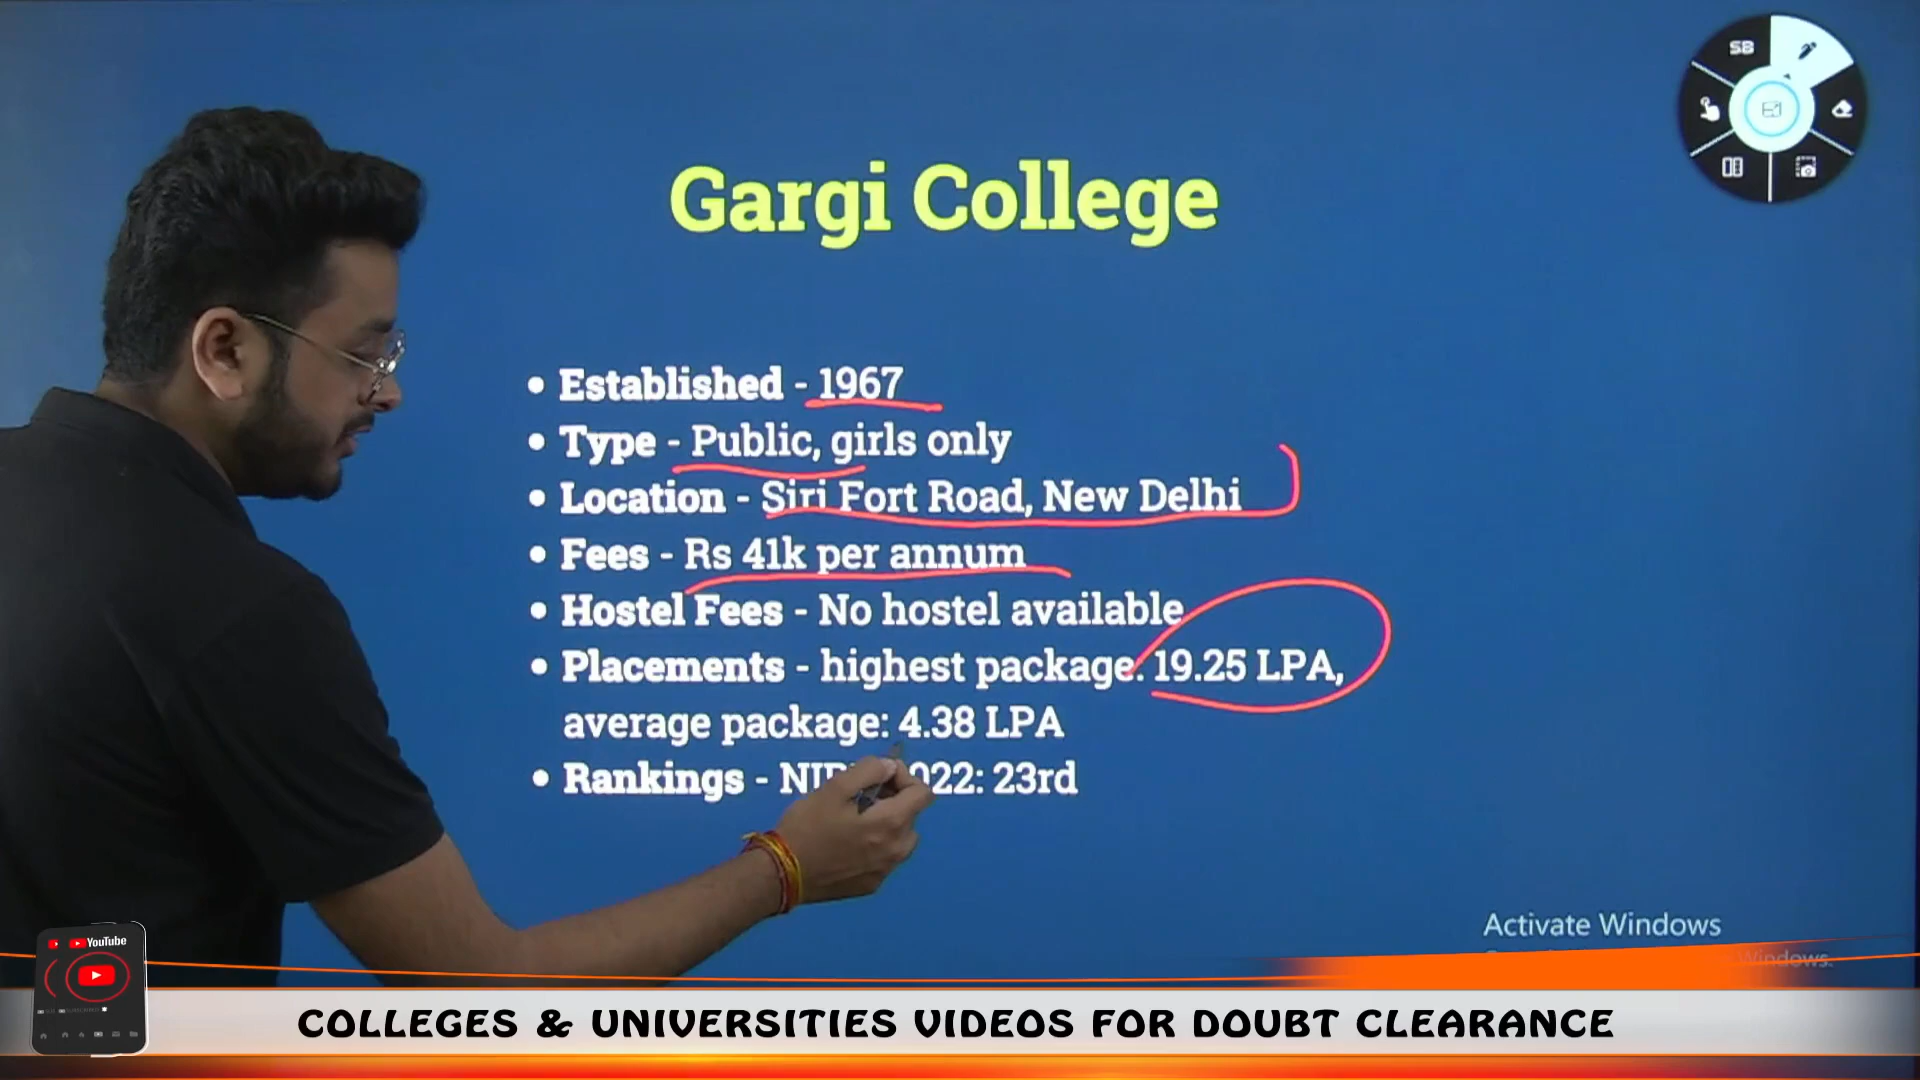 SB
Gargi College
• Established - 1967
• Type - Public, girls only
• Location - Siri Fort Road, New Delhi
• Fees - Rs 41k per annum
• Hostel Fees - No hostel available
• Placements - highest package: 19.25 LPA,
average package: 4.38 LPA
• Rankings - 022: 23rd
Activate Windows
Windows.
YouTube
COLLEGES & UNIVERSITIES VIDEOS FOR DOUBT CLEARANCE